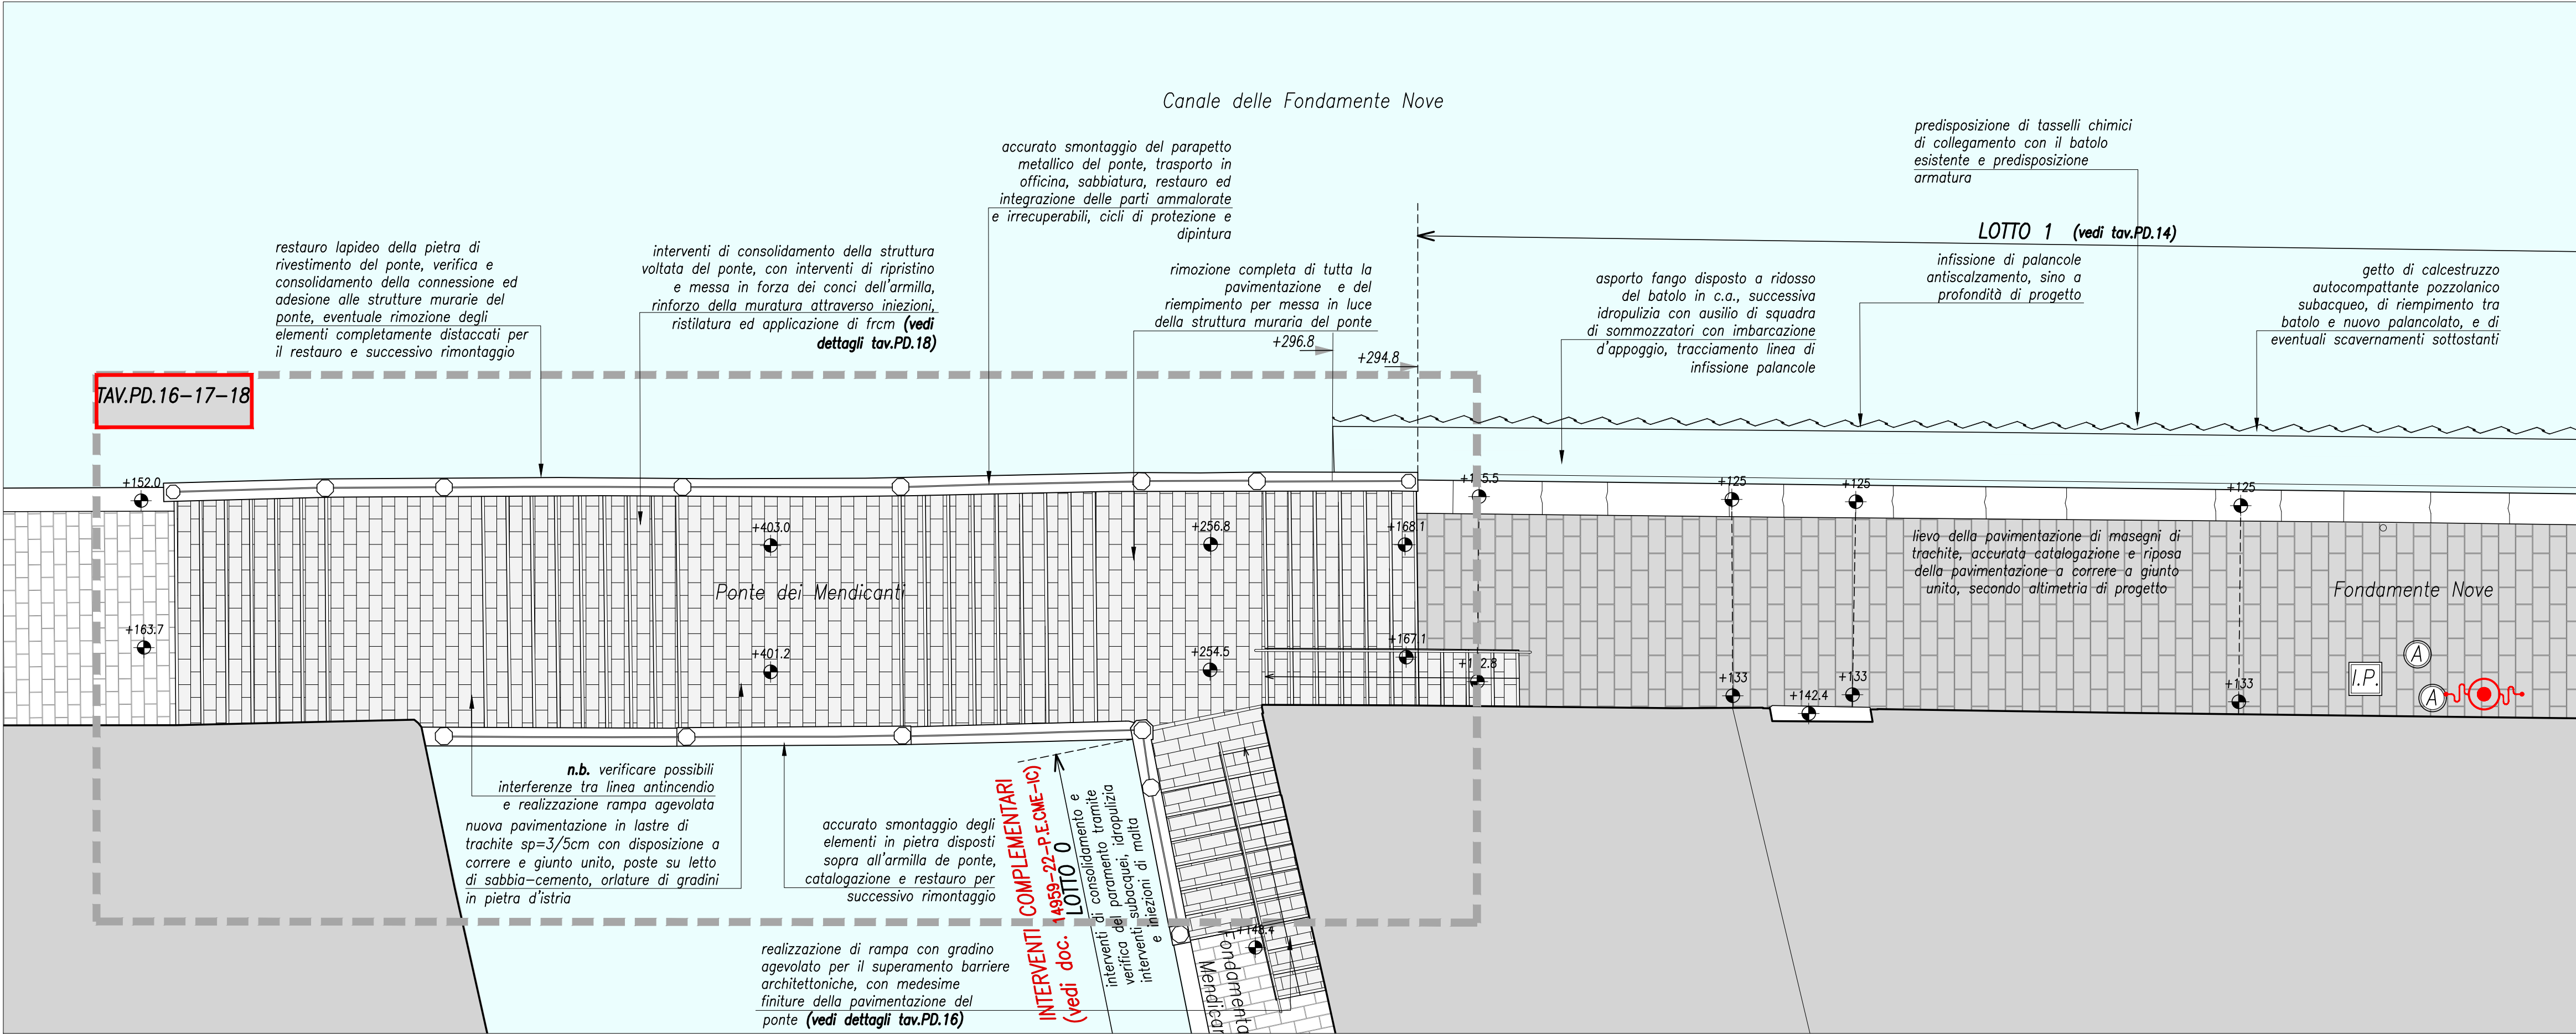 Canale delle Fondamente Nove
predisposizione di tasselli chimici
di collegamento con il batolo
esistente e predisposizione
armatura
accurato smontaggio del parapetto
metallico del ponte, trasporto in
officina, sabbiatura, restauro ed
integrazione delle parti ammalorate
e irrecuperabili, cicli di protezione e
dipintura
LOTTO 1 (vedi tav.PD.14)
restauro lapideo della pietra di
rivestimento del ponte, verifica e
consolidamento della connessione ed
adesione alle strutture murarie del
ponte, eventuale rimozione degli
elementi completamente distaccati per
il restauro e successivo rimontaggio
interventi di consolidamento della struttura
voltata del ponte, con interventi di ripristino
e messa in forza dei conci dell'armilla,
rinforzo della muratura attraverso iniezioni,
ristilatura ed applicazione di frcm (vedi
dettagli tav.PD.18)
rimozione completa di tutta la
pavimentazione e del
riempimento per messa in luce
della struttura muraria del ponte
+296.8
+294.8
asporto fango disposto a ridosso
del batolo in c.a., successiva
idropulizia con ausilio di squadra
di sommozzatori con imbarcazione
d'appoggio, tracciamento linea di
infissione palancole
infissione di palancole
antiscalzamento, sino a
profondità di progetto
getto di calcestruzzo
autocompattante pozzolanico
subacqueo, di riempimento tra
batolo e nuovo palancolato, e di
eventuali scavernamenti sottostanti
TAV.PD.16-17-18
+152.0
+125
+125
+125
+403.0
+256.8
+168.1
lievo della pavimentazione di masegni di
trachite, accurata catalogazione e riposa
della pavimentazione a correre a giunto
unito, secondo altimetria di progetto
Ponte dei Mendicanti
Fondamente Nove
+163.7
+401.2
+254.5
+167.1
+133
+133
+133
+142.4
I.P.
A
A
n.b. verificare possibili
interferenze tra linea antincendio
e realizzazione rampa agevolata
nuova pavimentazione in lastre di
trachite sp=3/5cm con disposizione a
correre e giunto unito, poste su letto
di sabbia-cemento, orlature di gradini
in pietra d'istria
accurato smontaggio degli
elementi in pietra disposti
sopra all'armilla de ponte,
catalogazione e restauro per
successivo rimontaggio
INTERVENTI COMPLEMENTARI
(vedi doc. 14959-22-P.E.CME-IC)
LOTTO 0
interventi di consolidamento e
verifica del paramento tramite
interventi subacquei, idropulizia
e iniezioni di malta
realizzazione di rampa con gradino
agevolato per il superamento barriere
architettoniche, con medesime
finiture della pavimentazione del
ponte (vedi dettagli tav.PD.16)
Fondamenta